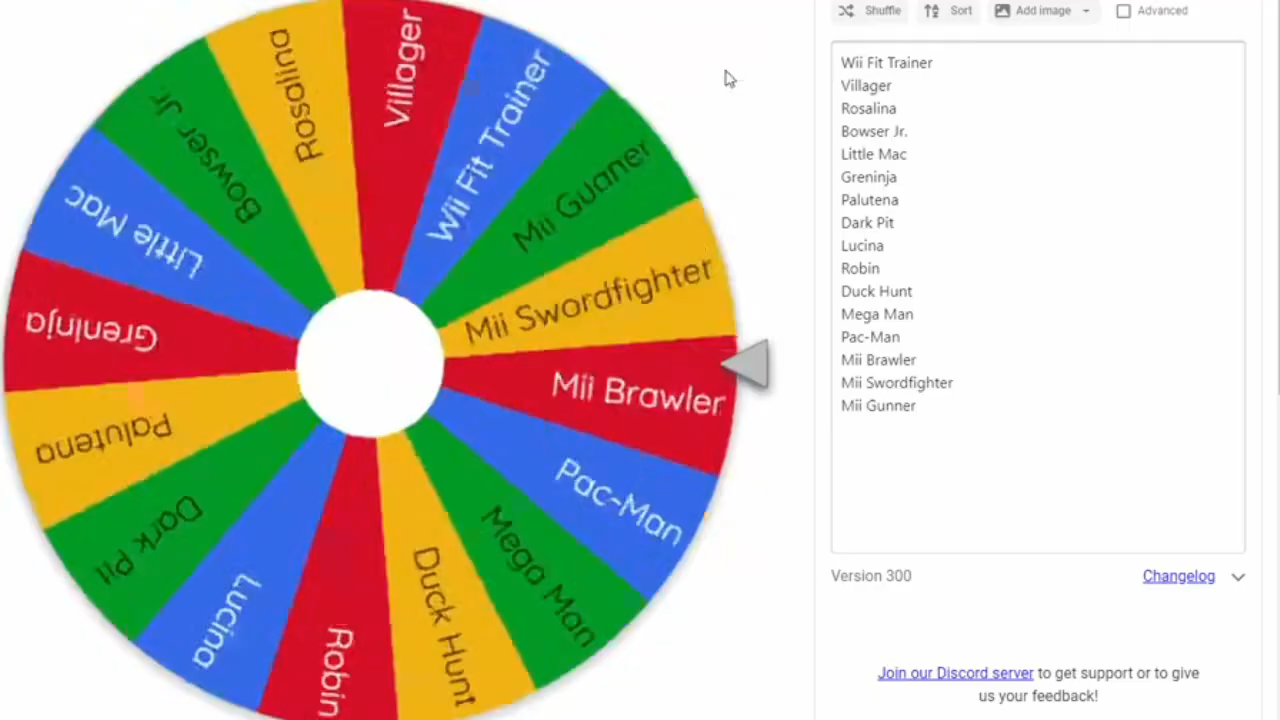 Shuffle
Sort
Add image
Advanced
Wii Fit Trainer
Villager
Rosalina
Bowser Jr.
Little Mac
Greninja
Palutena
Dark Pit
Lucina
Robin
Duck Hunt
Mega Man
Pac-Man
Mii Brawler
Mii Swordfighter
Mii Gunner
Version 300
Changelog
Join our Discord server to get support or to give
us your feedback!
Villager
Wii Fit Trainer
Mii Gunner
Mii Swordfighter
Mii Brawler
Pac-Man
Mega Man
Duck Hunt
Robin
Lucina
Dark Pit
Palutena
Greninja
Little Mac
Bowser Jr.
Rosalina